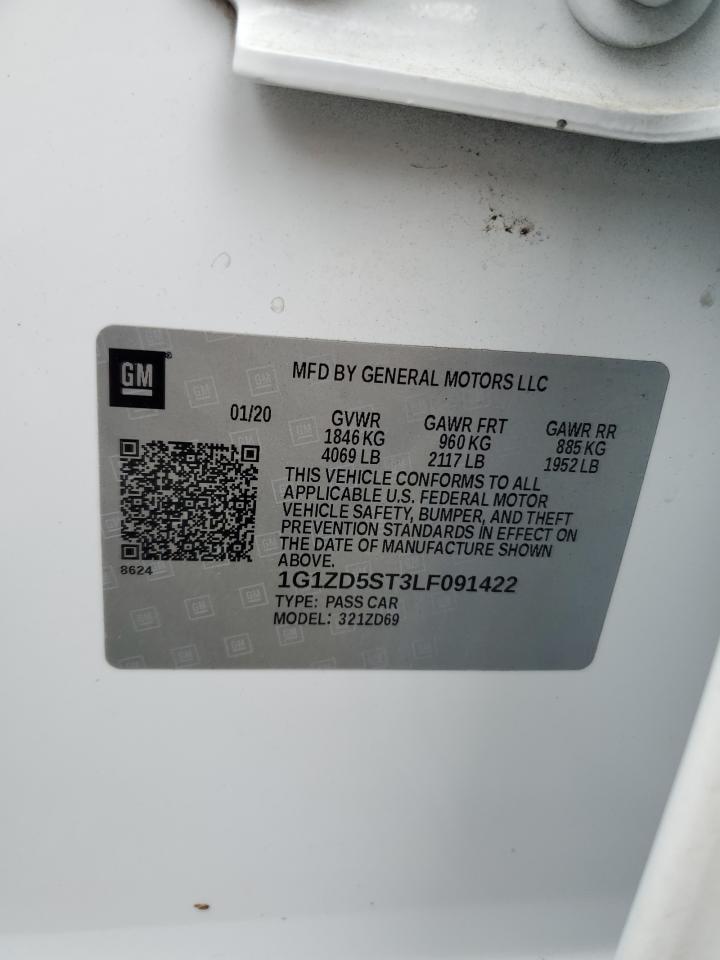 GM
MFD BY GENERAL MOTORS LLC
01/20 GVWR GAWR FRT GAWR RR
1846 KG 960 KG 885 KG
4069 LB 2117 LB 1952 LB
THIS VEHICLE CONFORMS TO ALL
APPLICABLE U.S. FEDERAL MOTOR
VEHICLE SAFETY, BUMPER, AND THEFT
PREVENTION STANDARDS IN EFFECT ON
THE DATE OF MANUFACTURE SHOWN
ABOVE.
8624
1G1ZD5ST3LF091422
TYPE: PASS CAR
MODEL: 321ZD69